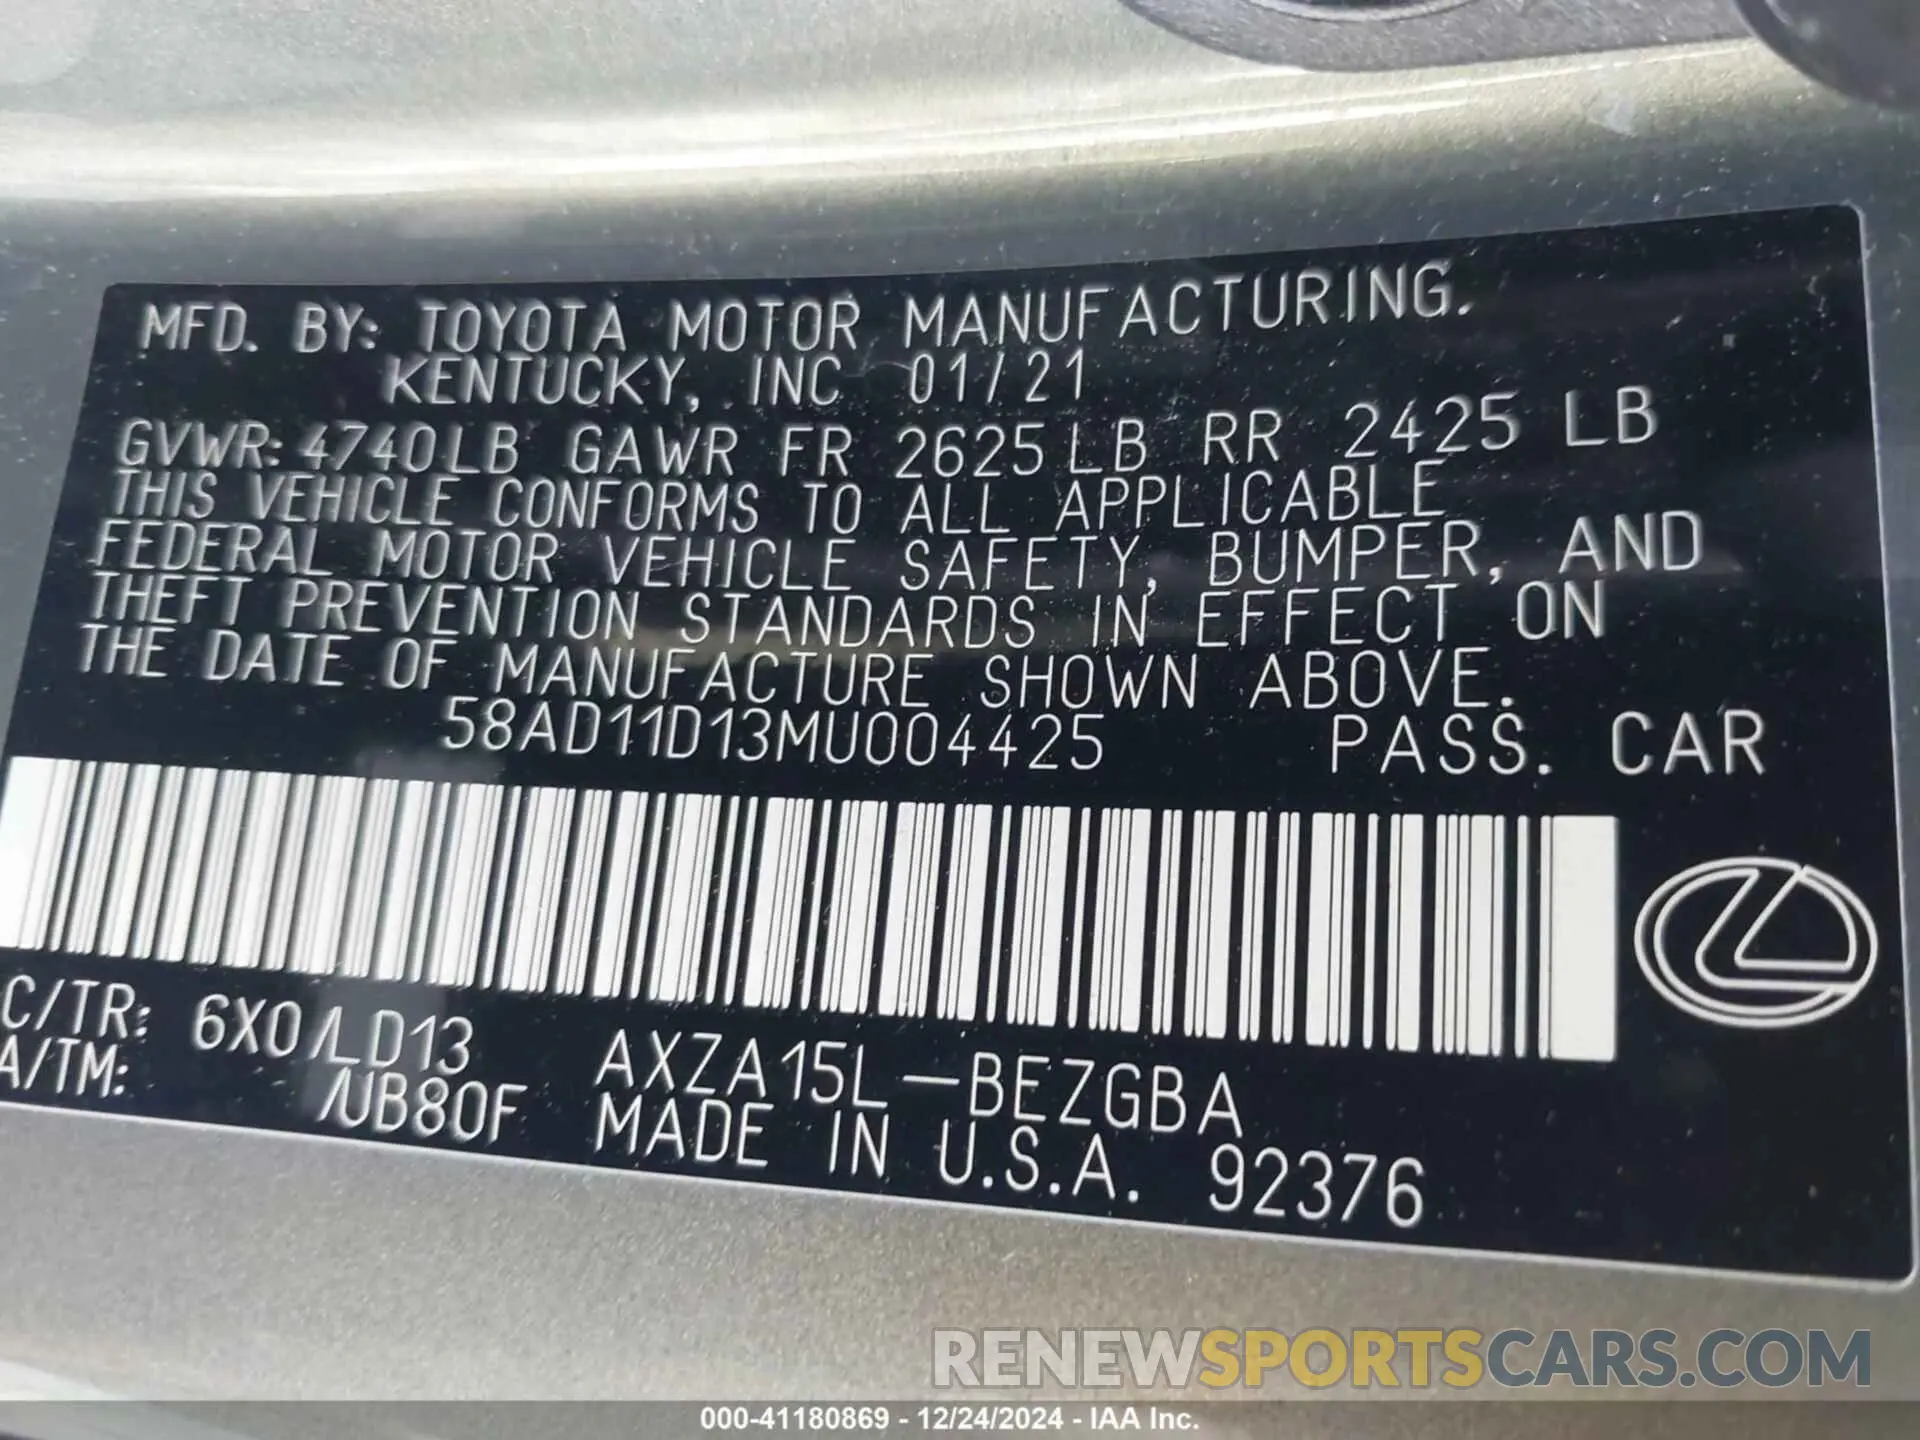 MFD. BY: TOYOTA MOTOR MANUFACTURING.
KENTUCKY, INC 01/21
GVWR: 4740LB GAWR FR 2625LB RR 2425 LB
THIS VEHICLE CONFORMS TO ALL APPLICABLE
FEDERAL MOTOR VEHICLE SAFETY, BUMPER, AND
THEFT PREVENTION STANDARDS IN EFFECT ON
THE DATE OF MANUFACTURE SHOWN ABOVE.
58AD11D13MU004425 PASS. CAR
C/TR: 6X0/LD13 AXZA15L-BEZGBA
A/TM: /UB80F MADE IN U.S.A. 92376
RENEWSPORTSCARS.COM
000-41180869 - 12/24/2024 - IAA Inc.